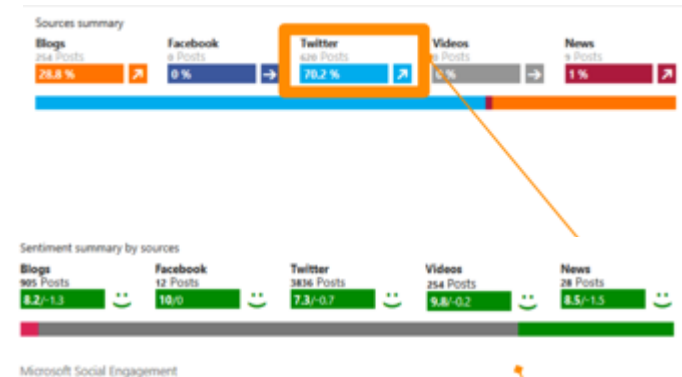 Sources summary
Blogs Facebook Twitter Videos News
254 Posts 0 Posts 620 Posts 0 Posts 9 Posts
28.8 % 0 % 70.2 % 0 % 1 %
Sentiment summary by sources
Blogs Facebook Twitter Videos News
905 Posts 12 Posts 3836 Posts 254 Posts 28 Posts
8.2/-1.3 10/0 7.3/-0.7 9.8/-0.2 8.5/-1.5
Microsoft Social Engagement